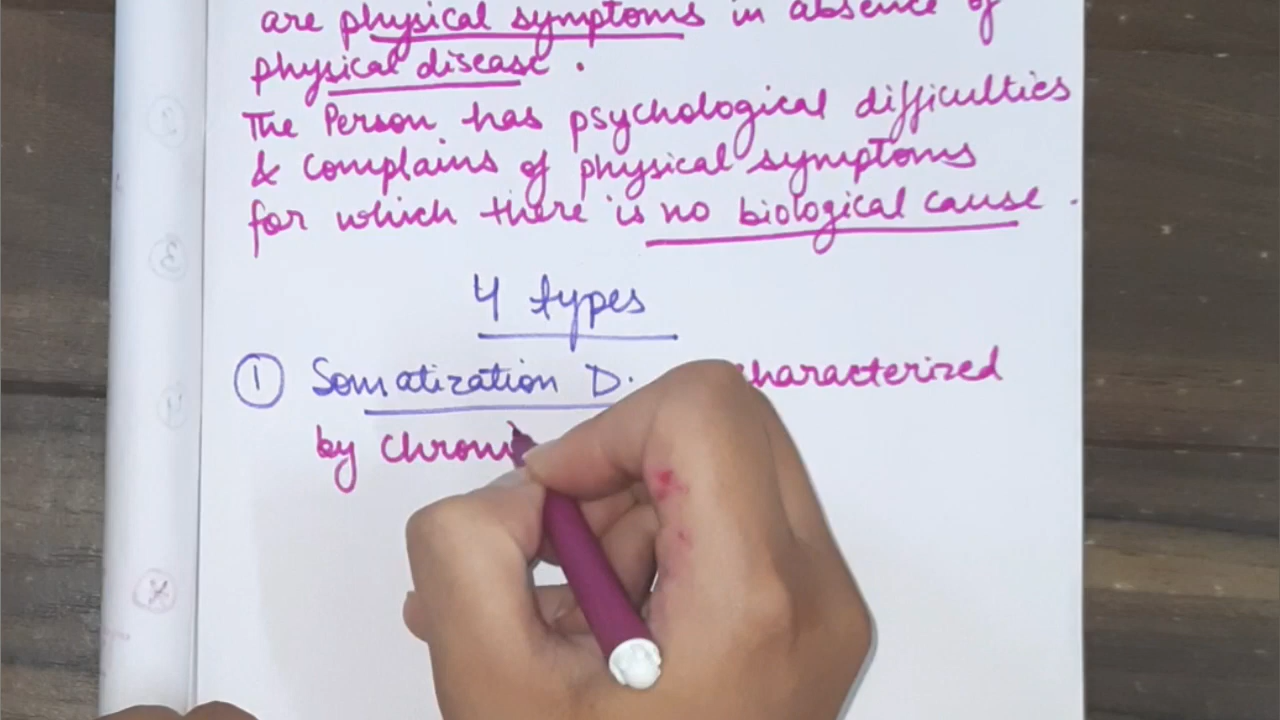 are physical symptoms in absence of
physical disease.
The Person has psychological difficulties
& complains of physical symptoms
for which there is no biological cause.
4 types
① Somatization D. characterized
by Chroni